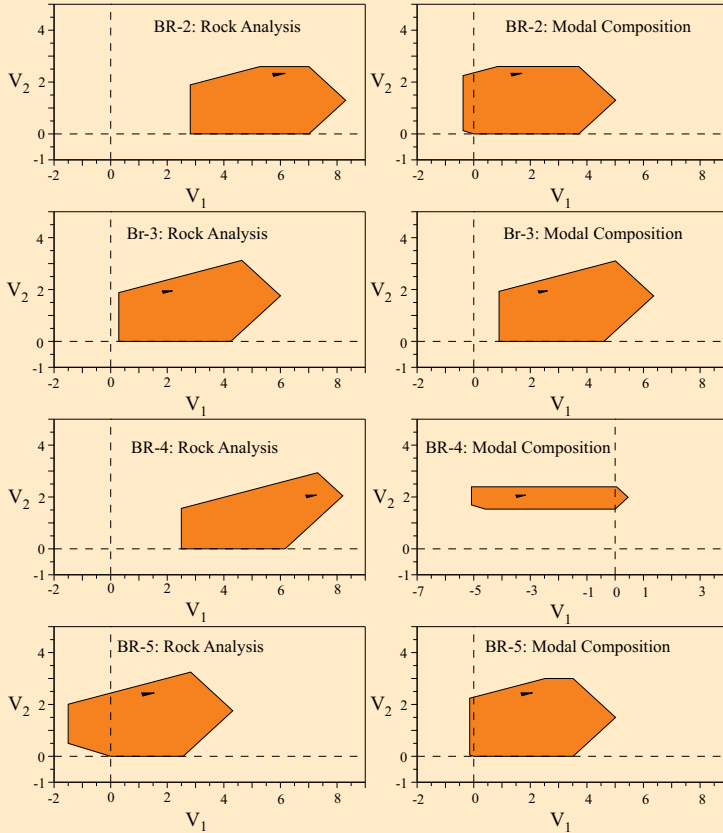 BR-2: Rock Analysis
4
V2
2
0
-1
-2 0 2 4 6 8
V1
BR-2: Modal Composition
4
V2
2
0
-1
-2 0 2 4 6 8
V1
Br-3: Rock Analysis
4
V2
2
0
-1
-2 0 2 4 6 8
V1
Br-3: Modal Composition
4
V2
2
0
-1
-2 0 2 4 6 8
V1
BR-4: Rock Analysis
4
V2
2
0
-1
-2 0 2 4 6 8
V1
BR-4: Modal Composition
4
V2
2
0
-1
-7 -5 -3 -1 0 1 3
V1
BR-5: Rock Analysis
4
V2
2
0
-1
-2 0 2 4 6 8
V1
BR-5: Modal Composition
4
V2
2
0
-1
-2 0 2 4 6 8
V1